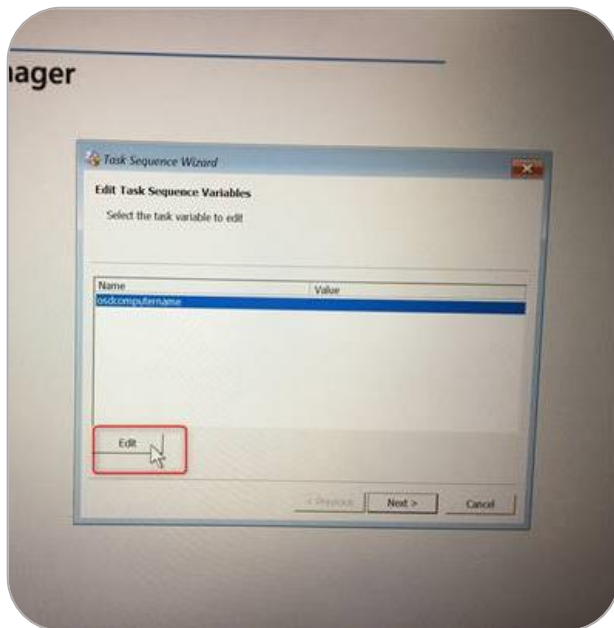 nager
Task Sequence Wizard
Edit Task Sequence Variables
Select the task variable to edit
Name Value
osdcomputername
Edit
< Previous Next > Cancel